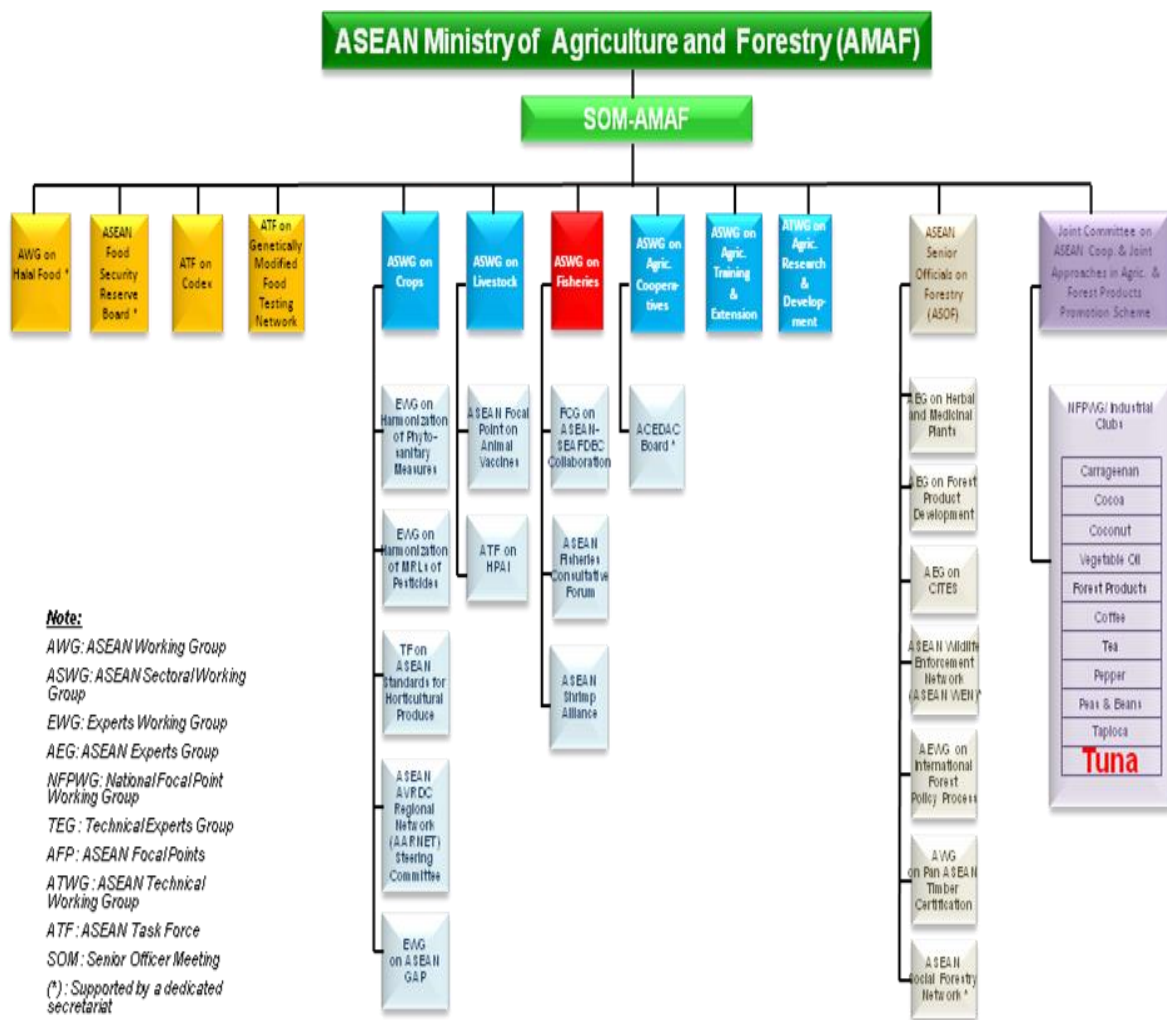 ASEAN Ministry of Agriculture and Forestry (AMAF)
SOM-AMAF
AWG on
Halal Food *
ASEAN
Food
Security
Reserve
Board *
ATF on
Codex
ATF on
Genetically
Modified
Food
Testing
Network
ASWG on
Crops
ASWG on
Livestock
ASWG on
Fisheries
ASWG on
Agric.
Coopera-
tives
ASWG on
Agric.
Training
&
Extension
ATWG on
Agric.
Research
&
Develop-
ment
ASEAN
Senior
Officials on
Forestry
(ASOF)
Joint Committee on
ASEAN Coop. & Joint
Approaches in Agric. &
Forest Products
Promotion Scheme
EWG on
Harmonization
of Phyto-
sanitary
Measures
EWG on
Harmonization
of MRLs of
Pesticides
TF on
ASEAN
Standards for
Horticultural
Produce
ASEAN
AVRDC
Regional
Network
(AARNET)
Steering
Committee
EWG
on ASEAN
GAP
ASEAN Focal
Point on
Animal
Vaccines
ATF on
HPAI
FCG on
ASEAN-
SEAFDEC
Collaboration
ASEAN
Fisheries
Consultative
Forum
ASEAN
Shrimp
Alliance
ACEDAC
Board *
AEG on Herbal
and Medicinal
Plants
AEG on Forest
Product
Development
AEG on
CITES
ASEAN Wildlife
Enforcement
Network
(ASEAN WEN)*
AEWG on
International
Forest
Policy Process
AWG
on Pan ASEAN
Timber
Certification
ASEAN
Social Forestry
Network *
NFPWG/ Industrial
Clubs
Carrageenan
Cocoa
Coconut
Vegetable Oil
Forest Products
Coffee
Tea
Pepper
Peas & Beans
Tapioca
Tuna
Note:
AWG: ASEAN Working Group
ASWG: ASEAN Sectoral Working
Group
EWG: Experts Working Group
AEG: ASEAN Experts Group
NFPWG: National Focal Point
Working Group
TEG : Technical Experts Group
AFP : ASEAN Focal Points
ATWG : ASEAN Technical
Working Group
ATF : ASEAN Task Force
SOM : Senior Officer Meeting
(*) : Supported by a dedicated
secretariat